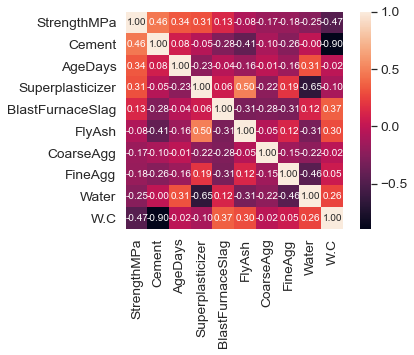 StrengthMPa 1.00 0.46 0.34 0.31 0.13 -0.08 -0.17 -0.18 -0.25 -0.47
Cement 0.46 1.00 0.08 -0.05 -0.28 -0.41 -0.10 -0.26 -0.00 -0.90
AgeDays 0.34 0.08 1.00 -0.23 -0.04 -0.16 -0.01 -0.16 0.31 -0.02
Superplasticizer 0.31 -0.05 -0.23 1.00 0.06 0.50 -0.22 0.19 -0.65 -0.10
BlastFurnaceSlag 0.13 -0.28 -0.04 0.06 1.00 -0.31 -0.28 -0.31 0.12 0.37
FlyAsh -0.08 -0.41 -0.16 0.50 -0.31 1.00 -0.05 0.12 -0.31 0.30
CoarseAgg -0.17 -0.10 -0.01 -0.22 -0.28 -0.05 1.00 -0.15 -0.22 -0.02
FineAgg -0.18 -0.26 -0.16 0.19 -0.31 0.12 -0.15 1.00 -0.46 0.05
Water -0.25 -0.00 0.31 -0.65 0.12 -0.31 -0.22 -0.46 1.00 0.26
W.C -0.47 -0.90 -0.02 -0.10 0.37 0.30 -0.02 0.05 0.26 1.00
StrengthMPa
Cement
AgeDays
Superplasticizer
BlastFurnaceSlag
FlyAsh
CoarseAgg
FineAgg
Water
W.C
1.0
0.5
0.0
−0.5